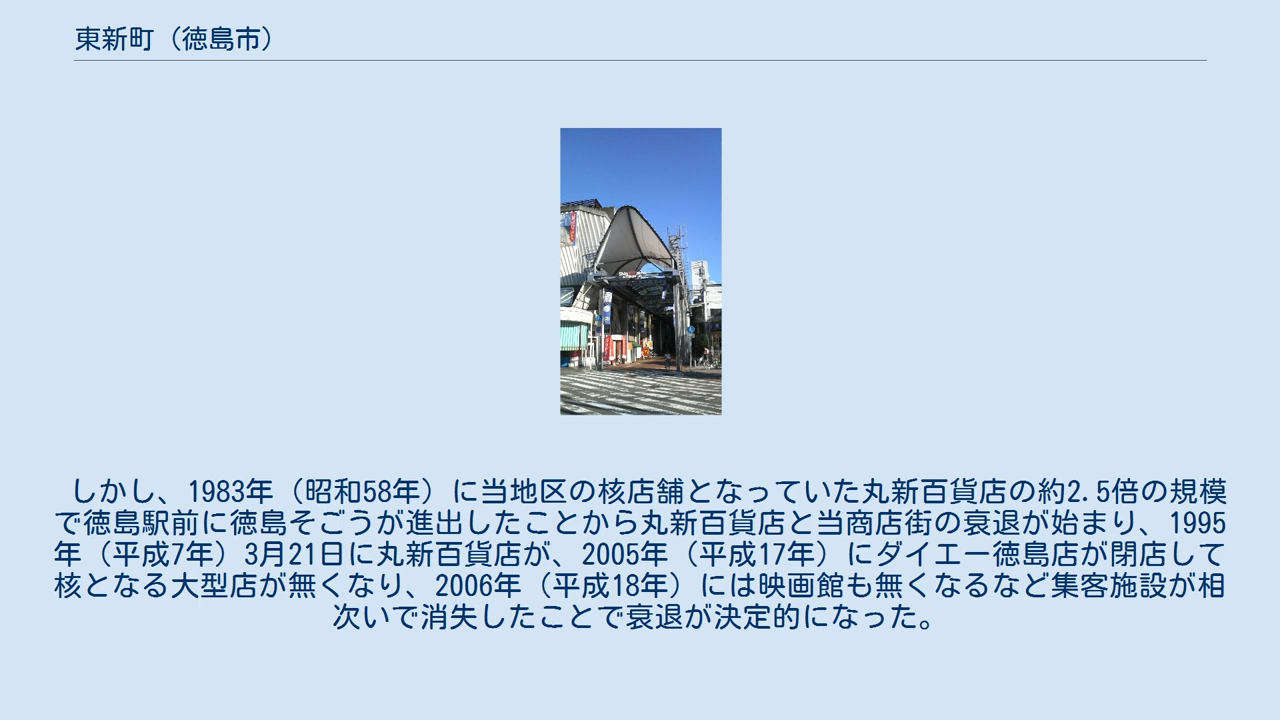 東新町（徳島市）
しかし、1983年（昭和58年）に当地区の核店舗となっていた丸新百貨店の約2.5倍の規模
で徳島駅前に徳島そごうが進出したことから丸新百貨店と当商店街の衰退が始まり、1995
年（平成7年）3月21日に丸新百貨店が、2005年（平成17年）にダイエー徳島店が閉店して
核となる大型店が無くなり、2006年（平成18年）には映画館も無くなるなど集客施設が相
次いで消失したことで衰退が決定的になった。